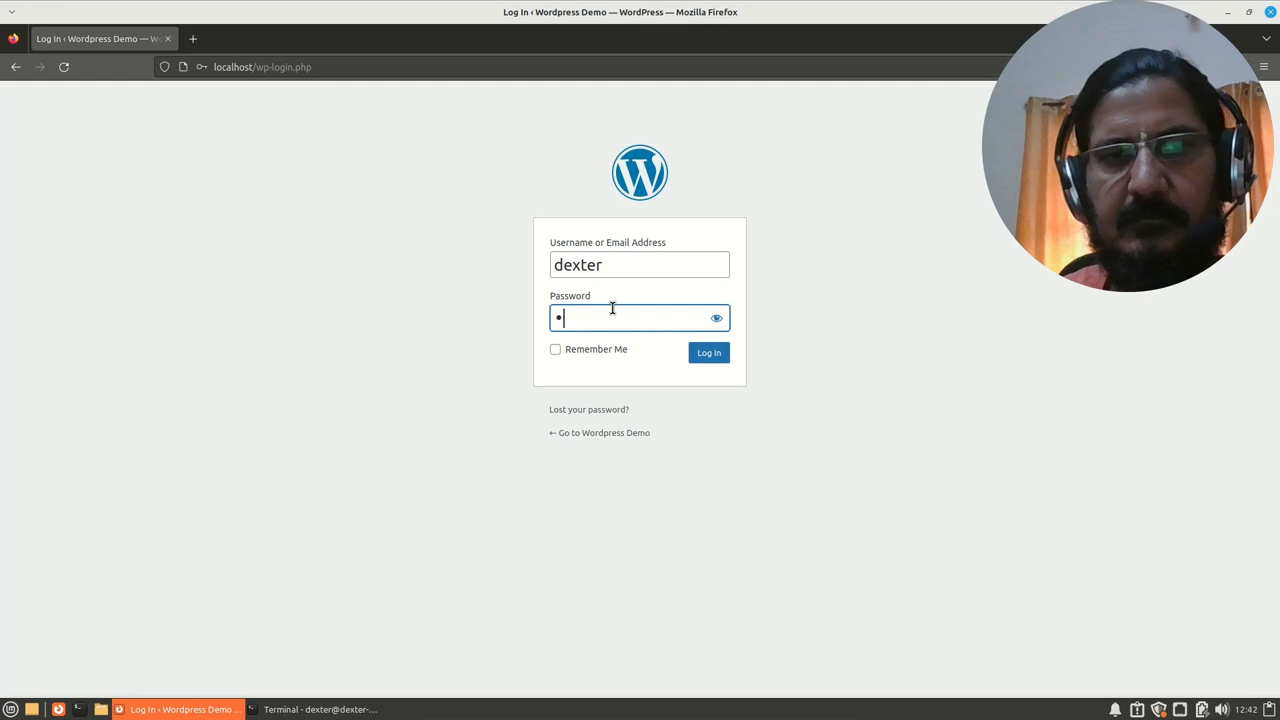 Log In ‹ Wordpress Demo — WordPress — Mozilla Firefox
Log In ‹ Wordpress Demo — Wo
localhost/wp-login.php
Username or Email Address
dexter
Password
•
Remember Me
Log In
Lost your password?
← Go to Wordpress Demo
Log In ‹ Wordpress Demo ...
Terminal - dexter@dexter-...
12:42